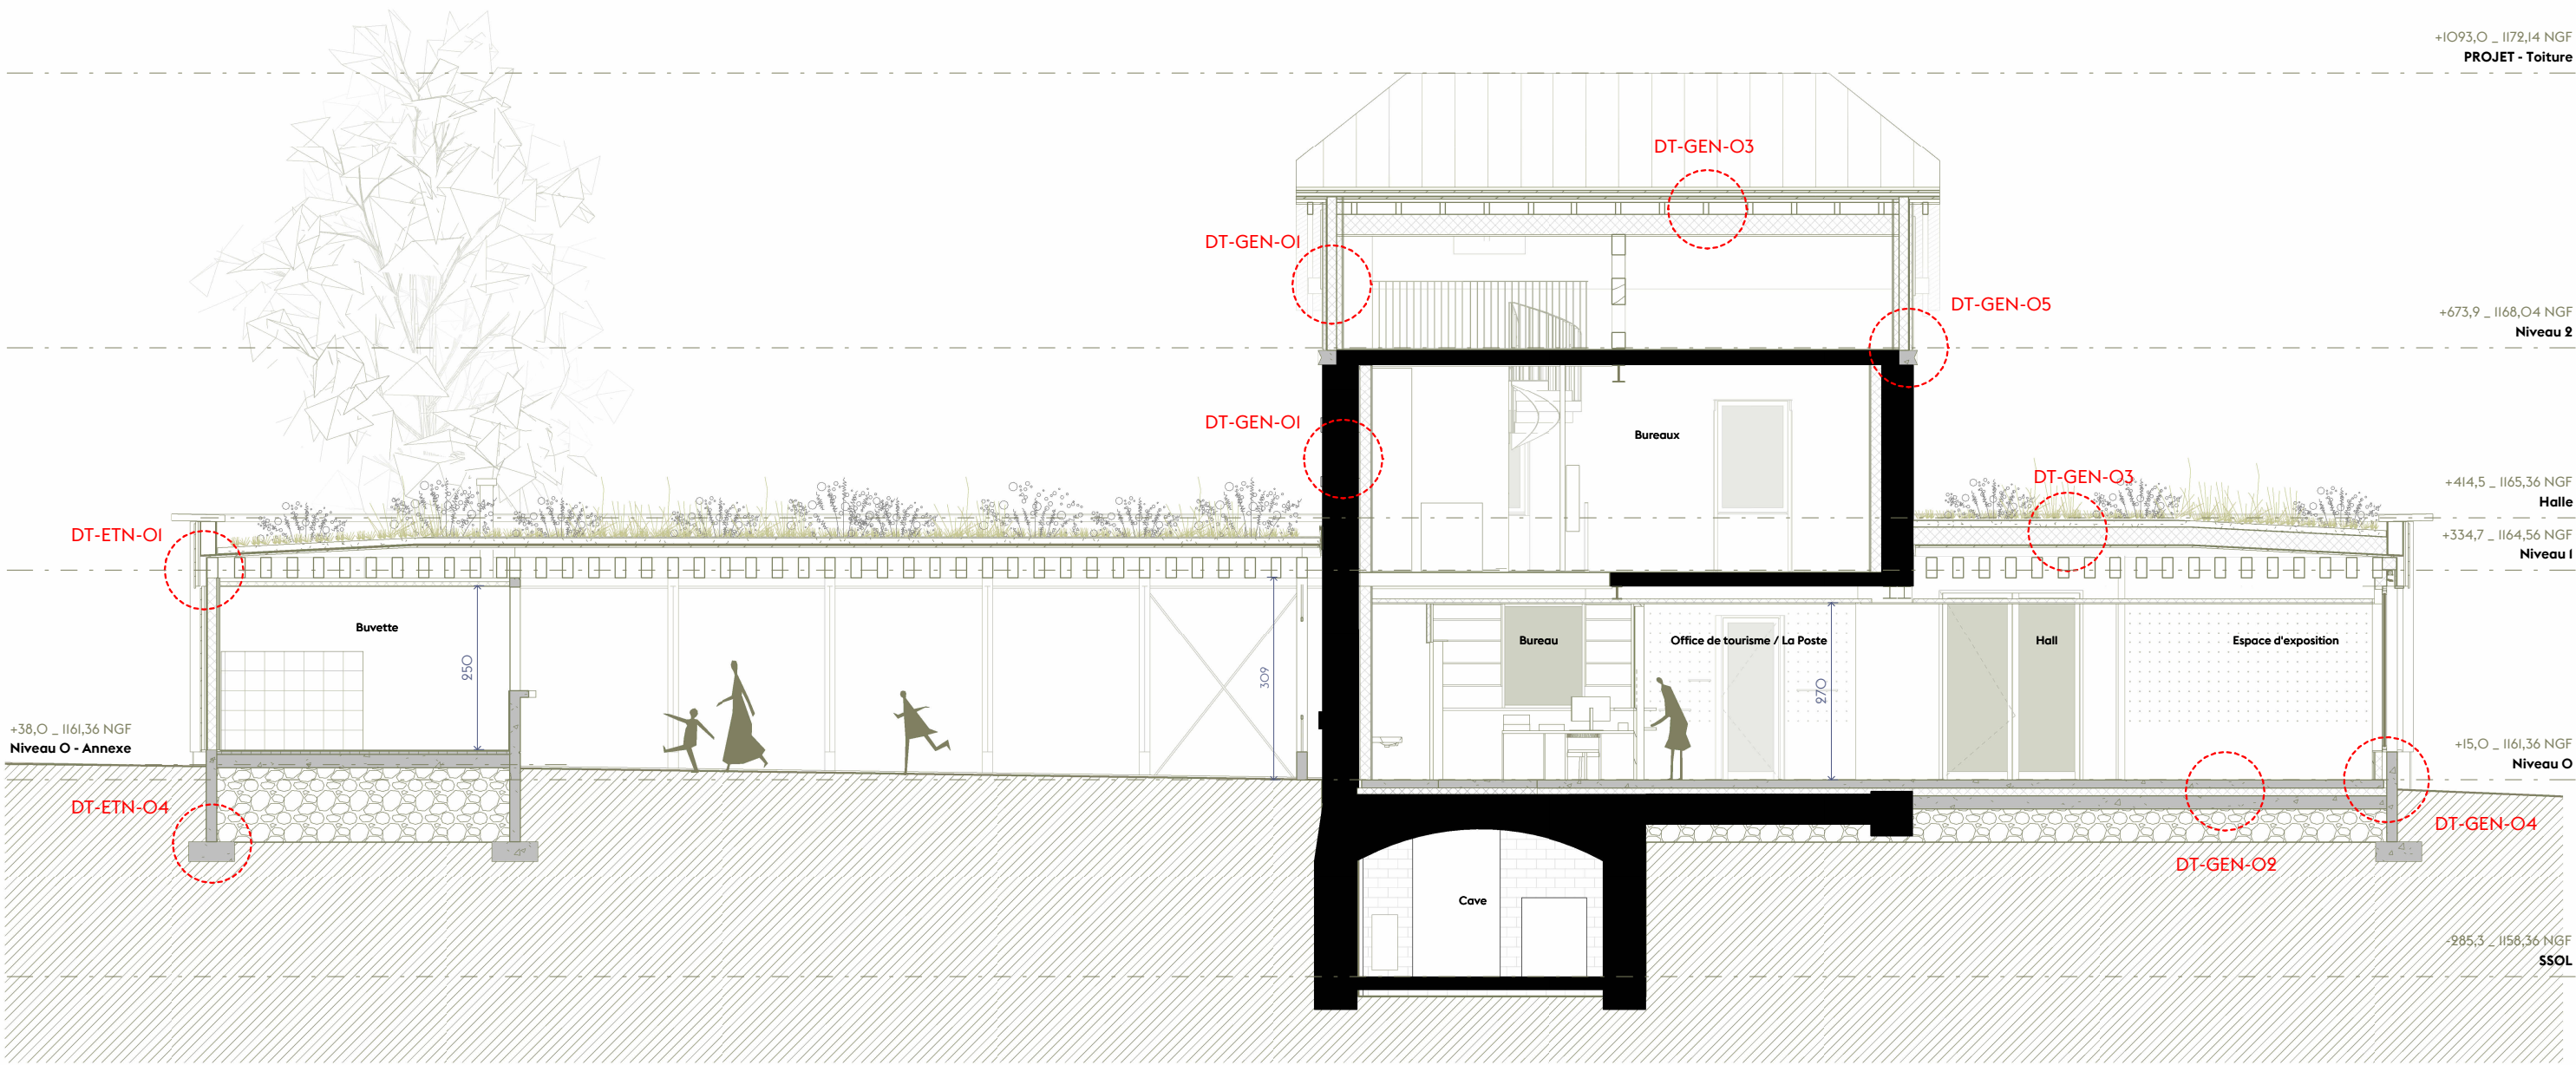 +1093,0 _ 1172,14 NGF
PROJET - Toiture
DT-GEN-03
DT-GEN-01
DT-GEN-05
+673,9 _ 1168,04 NGF
Niveau 2
DT-GEN-01
Bureaux
DT-GEN-03
+414,5 _ 1165,36 NGF
Halle
DT-ETN-01
+334,7 _ 1164,56 NGF
Niveau 1
Buvette
250
309
Bureau
Office de tourisme / La Poste
270
Hall
Espace d'exposition
+38,0 _ 1161,36 NGF
Niveau 0 - Annexe
+15,0 _ 1161,36 NGF
Niveau 0
DT-ETN-04
DT-GEN-04
DT-GEN-02
Cave
-285,3 _ 1158,36 NGF
SSOL